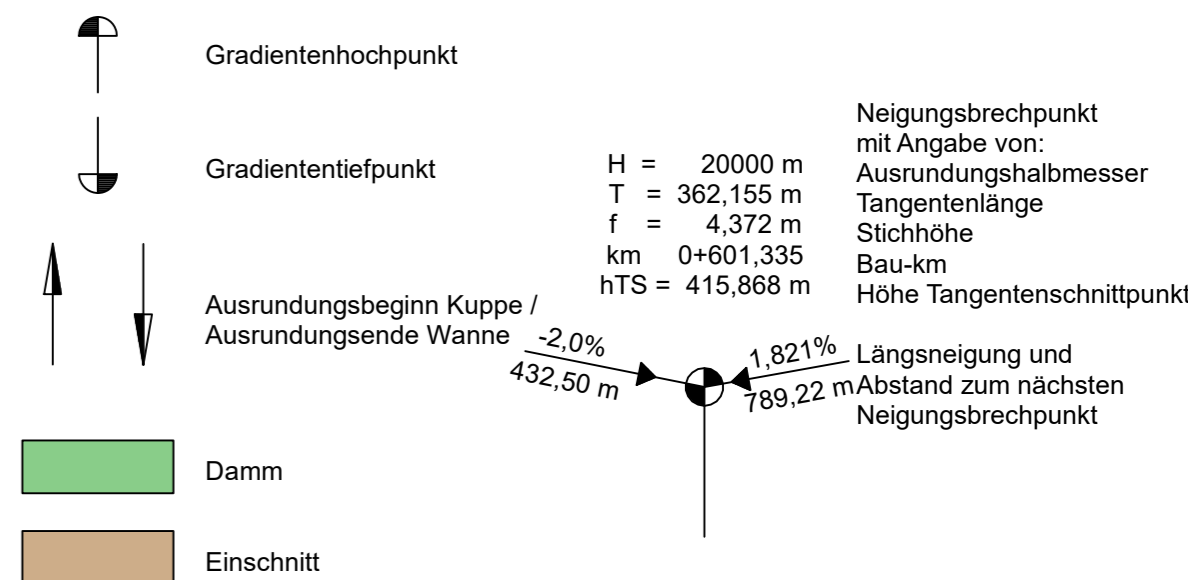 Gradientenhochpunkt
Gradiententiefpunkt
Ausrundungsbeginn Kuppe /
Ausrundungsende Wanne
Damm
Einschnitt
H = 20000 m
T = 362,155 m
f = 4,372 m
km 0+601,335
hTS = 415,868 m
-2,0%
432,50 m
1,821%
789,22 m
Neigungsbrechpunkt
mit Angabe von:
Ausrundungshalbmesser
Tangentenlänge
Stichhöhe
Bau-km
Höhe Tangentenschnittpunkt
Längsneigung und
Abstand zum nächsten
Neigungsbrechpunkt